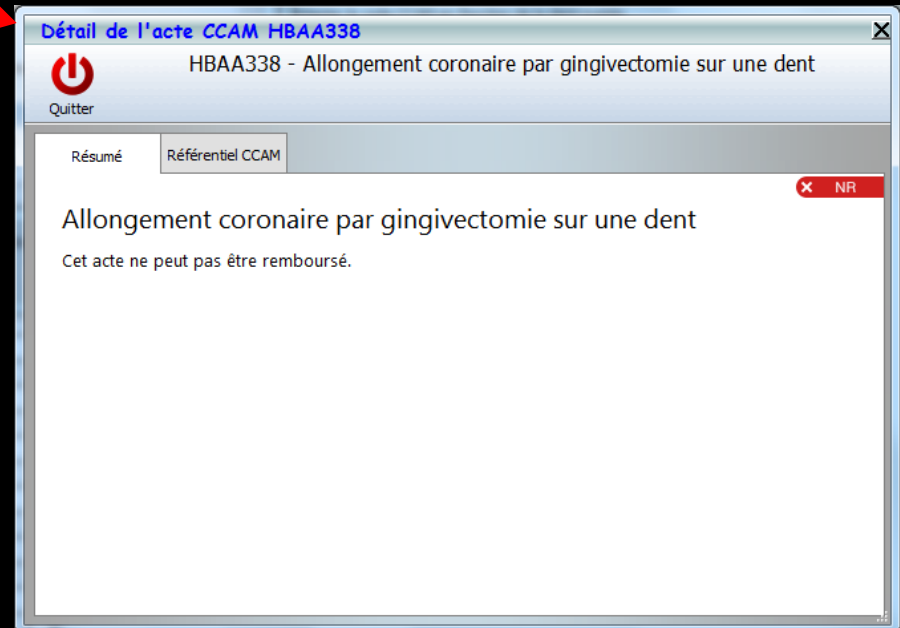 Détail de l'acte CCAM HBAA338
HBAA338 - Allongement coronaire par gingivectomie sur une dent
Quitter
Résumé
Référentiel CCAM
NR
Allongement coronaire par gingivectomie sur une dent
Cet acte ne peut pas être remboursé.